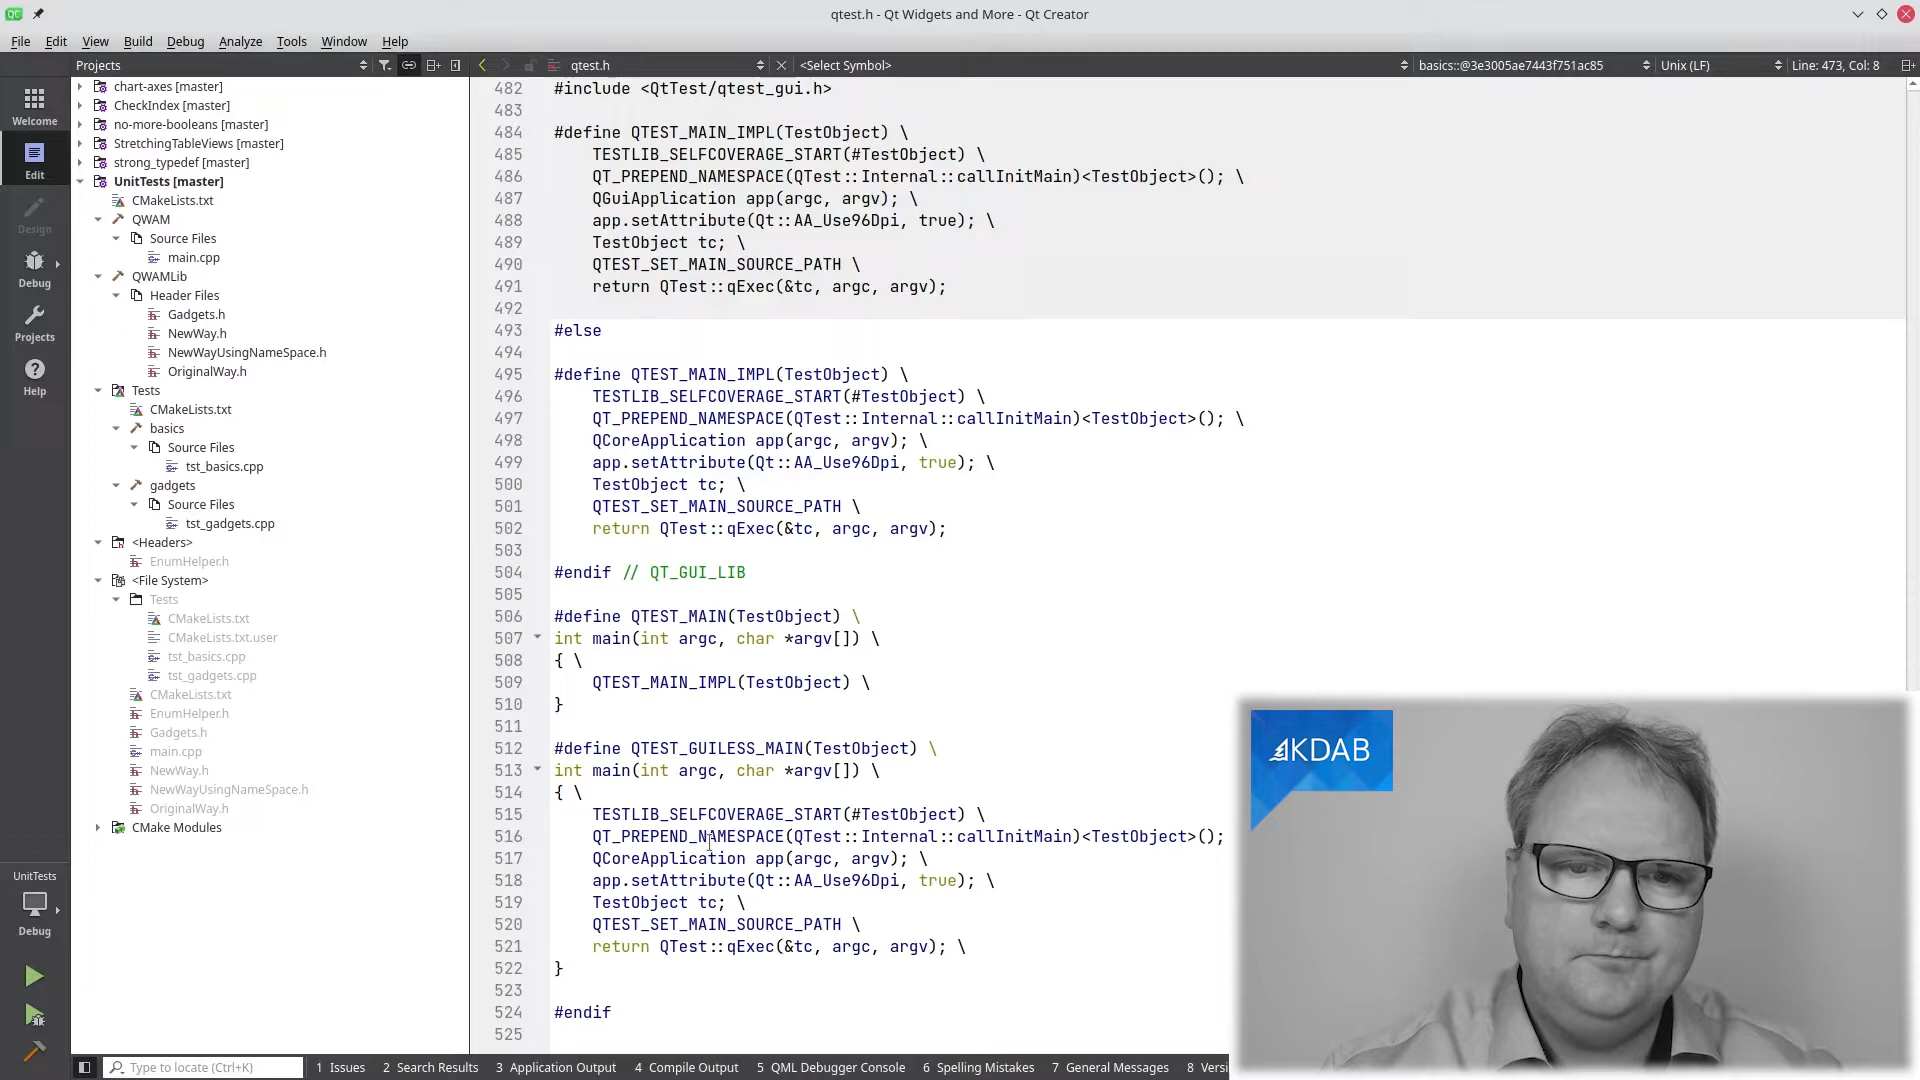 qtest.h - Qt Widgets and More - Qt Creator
File Edit View Build Debug Analyze Tools Window Help
Projects
qtest.h
<Select Symbol>
basics::@3e3005ae7443f751ac85
Unix (LF)
Line: 473, Col: 8
Welcome
Edit
Design
Debug
Projects
Help
UnitTests
Debug
chart-axes [master]
CheckIndex [master]
no-more-booleans [master]
StretchingTableViews [master]
strong_typedef [master]
UnitTests [master]
CMakeLists.txt
QWAM
Source Files
main.cpp
QWAMLib
Header Files
Gadgets.h
NewWay.h
NewWayUsingNameSpace.h
OriginalWay.h
Tests
CMakeLists.txt
basics
Source Files
tst_basics.cpp
gadgets
Source Files
tst_gadgets.cpp
<Headers>
EnumHelper.h
<File System>
Tests
CMakeLists.txt
CMakeLists.txt.user
tst_basics.cpp
tst_gadgets.cpp
CMakeLists.txt
EnumHelper.h
Gadgets.h
main.cpp
NewWay.h
NewWayUsingNameSpace.h
OriginalWay.h
CMake Modules
482 #include <QtTest/qtest_gui.h>
483
484 #define QTEST_MAIN_IMPL(TestObject) \
485 TESTLIB_SELFCOVERAGE_START(#TestObject) \
486 QT_PREPEND_NAMESPACE(QTest::Internal::callInitMain)<TestObject>(); \
487 QGuiApplication app(argc, argv); \
488 app.setAttribute(Qt::AA_Use96Dpi, true); \
489 TestObject tc; \
490 QTEST_SET_MAIN_SOURCE_PATH \
491 return QTest::qExec(&tc, argc, argv);
492
493 #else
494
495 #define QTEST_MAIN_IMPL(TestObject) \
496 TESTLIB_SELFCOVERAGE_START(#TestObject) \
497 QT_PREPEND_NAMESPACE(QTest::Internal::callInitMain)<TestObject>(); \
498 QCoreApplication app(argc, argv); \
499 app.setAttribute(Qt::AA_Use96Dpi, true); \
500 TestObject tc; \
501 QTEST_SET_MAIN_SOURCE_PATH \
502 return QTest::qExec(&tc, argc, argv);
503
504 #endif // QT_GUI_LIB
505
506 #define QTEST_MAIN(TestObject) \
507 int main(int argc, char *argv[]) \
508 { \
509 QTEST_MAIN_IMPL(TestObject) \
510 }
511
512 #define QTEST_GUILESS_MAIN(TestObject) \
513 int main(int argc, char *argv[]) \
514 { \
515 TESTLIB_SELFCOVERAGE_START(#TestObject) \
516 QT_PREPEND_NAMESPACE(QTest::Internal::callInitMain)<TestObject>();
517 QCoreApplication app(argc, argv); \
518 app.setAttribute(Qt::AA_Use96Dpi, true); \
519 TestObject tc; \
520 QTEST_SET_MAIN_SOURCE_PATH \
521 return QTest::qExec(&tc, argc, argv); \
522 }
523
524 #endif
525
KDAB
Type to locate (Ctrl+K)
1 Issues 2 Search Results 3 Application Output 4 Compile Output 5 QML Debugger Console 6 Spelling Mistakes 7 General Messages 8 Versi